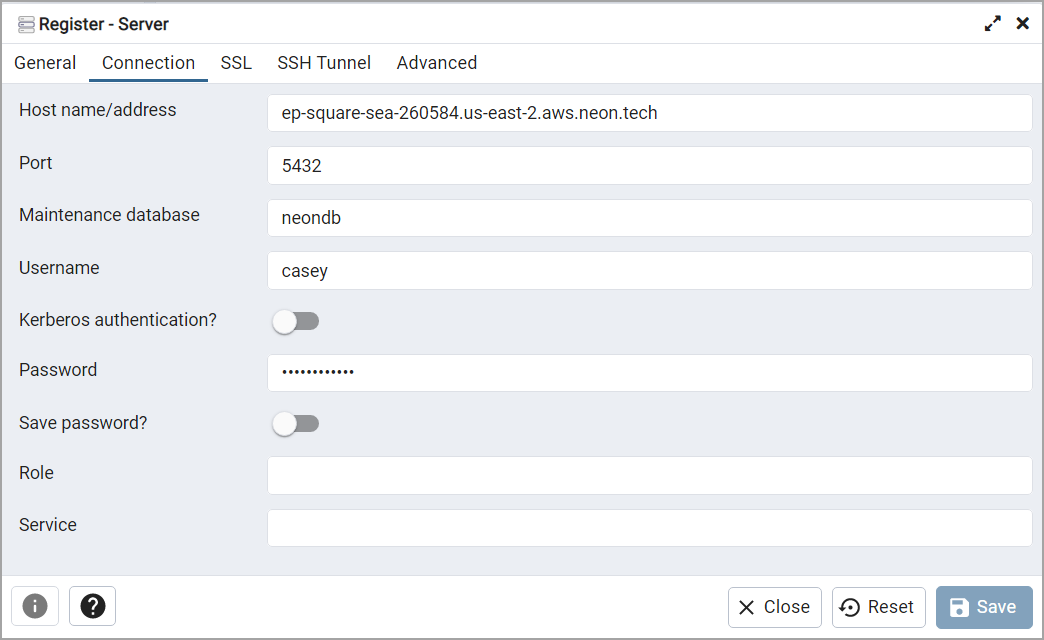 Register - Server
General Connection SSL SSH Tunnel Advanced
Host name/address ep-square-sea-260584.us-east-2.aws.neon.tech
Port 5432
Maintenance database neondb
Username casey
Kerberos authentication?
Password ••••••••••••
Save password?
Role
Service
Close Reset Save